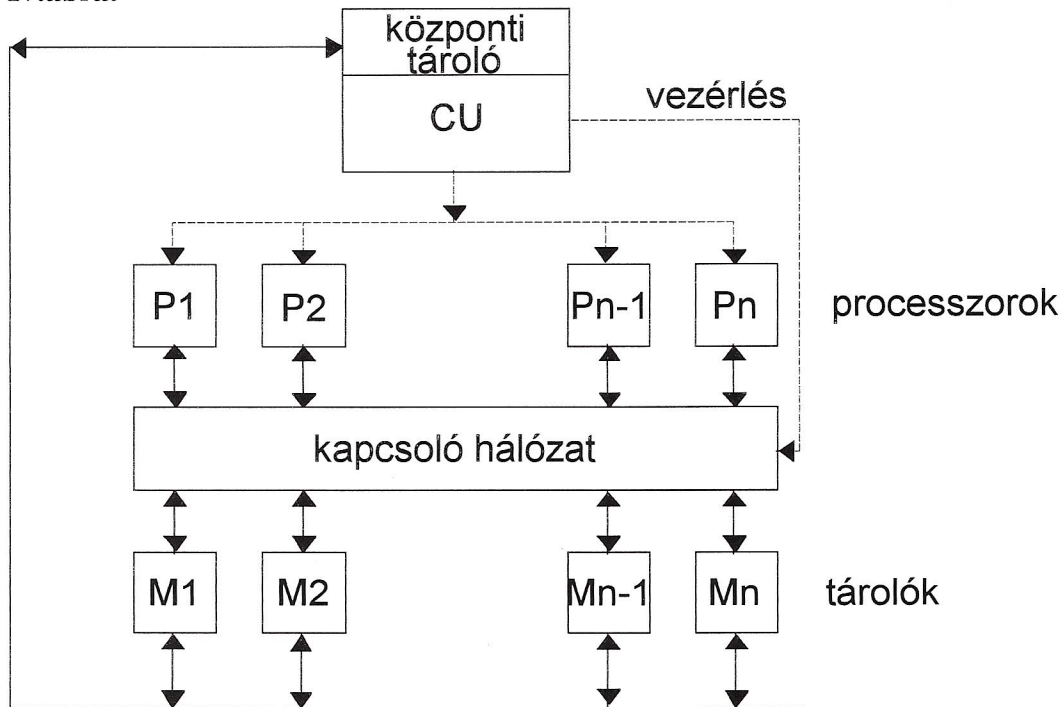 központi
tároló
CU
vezérlés
P1 P2 Pn-1 Pn processzorok
kapcsoló hálózat
M1 M2 Mn-1 Mn tárolók